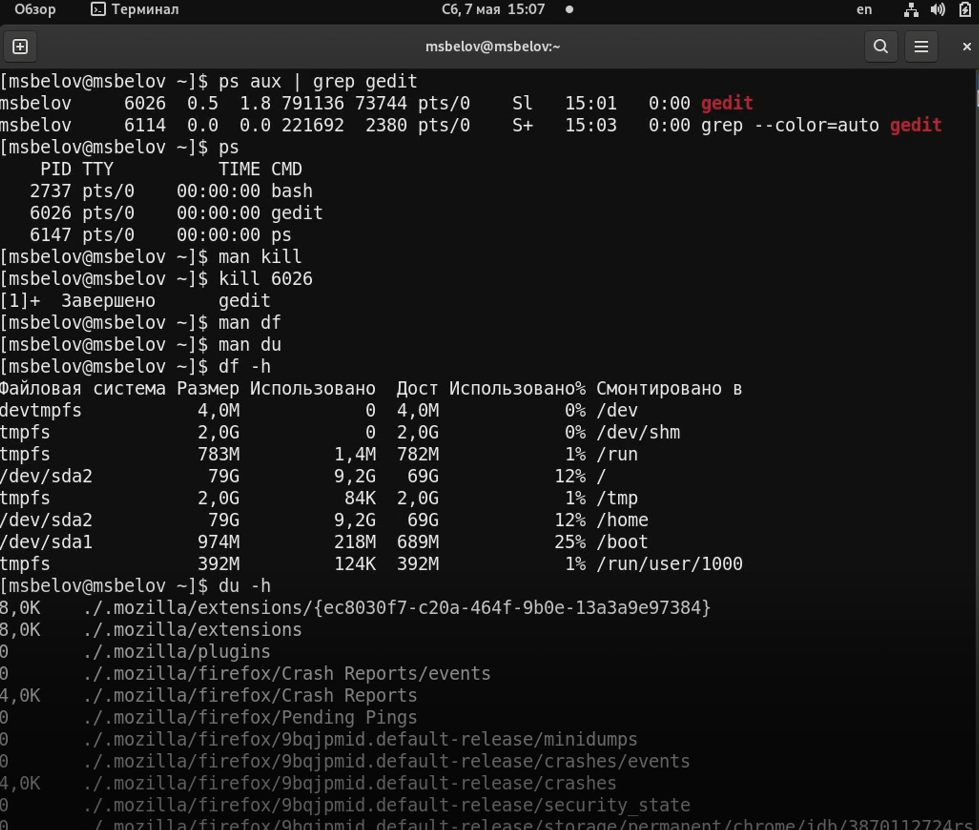 Обзор Терминал Сб, 7 мая 15:07 en
msbelov@msbelov:~
[msbelov@msbelov ~]$ ps aux | grep gedit
msbelov 6026 0.5 1.8 791136 73744 pts/0 Sl 15:01 0:00 gedit
msbelov 6114 0.0 0.0 221692 2380 pts/0 S+ 15:03 0:00 grep --color=auto gedit
[msbelov@msbelov ~]$ ps
PID TTY TIME CMD
2737 pts/0 00:00:00 bash
6026 pts/0 00:00:00 gedit
6147 pts/0 00:00:00 ps
[msbelov@msbelov ~]$ man kill
[msbelov@msbelov ~]$ kill 6026
[1]+ Завершено gedit
[msbelov@msbelov ~]$ man df
[msbelov@msbelov ~]$ man du
[msbelov@msbelov ~]$ df -h
Файловая система Размер Использовано Дост Использовано% Смонтировано в
devtmpfs 4,0M 0 4,0M 0% /dev
tmpfs 2,0G 0 2,0G 0% /dev/shm
tmpfs 783M 1,4M 782M 1% /run
/dev/sda2 79G 9,2G 69G 12% /
tmpfs 2,0G 84K 2,0G 1% /tmp
/dev/sda2 79G 9,2G 69G 12% /home
/dev/sda1 974M 218M 689M 25% /boot
tmpfs 392M 124K 392M 1% /run/user/1000
[msbelov@msbelov ~]$ du -h
8,0K ./.mozilla/extensions/{ec8030f7-c20a-464f-9b0e-13a3a9e97384}
8,0K ./.mozilla/extensions
0 ./.mozilla/plugins
0 ./.mozilla/firefox/Crash Reports/events
4,0K ./.mozilla/firefox/Crash Reports
0 ./.mozilla/firefox/Pending Pings
0 ./.mozilla/firefox/9bqjpmid.default-release/minidumps
0 ./.mozilla/firefox/9bqjpmid.default-release/crashes/events
4,0K ./.mozilla/firefox/9bqjpmid.default-release/crashes
0 ./.mozilla/firefox/9bqjpmid.default-release/security_state
0 ./.mozilla/firefox/9bqjpmid.default-release/storage/permanent/chrome/idb/3870112724rs